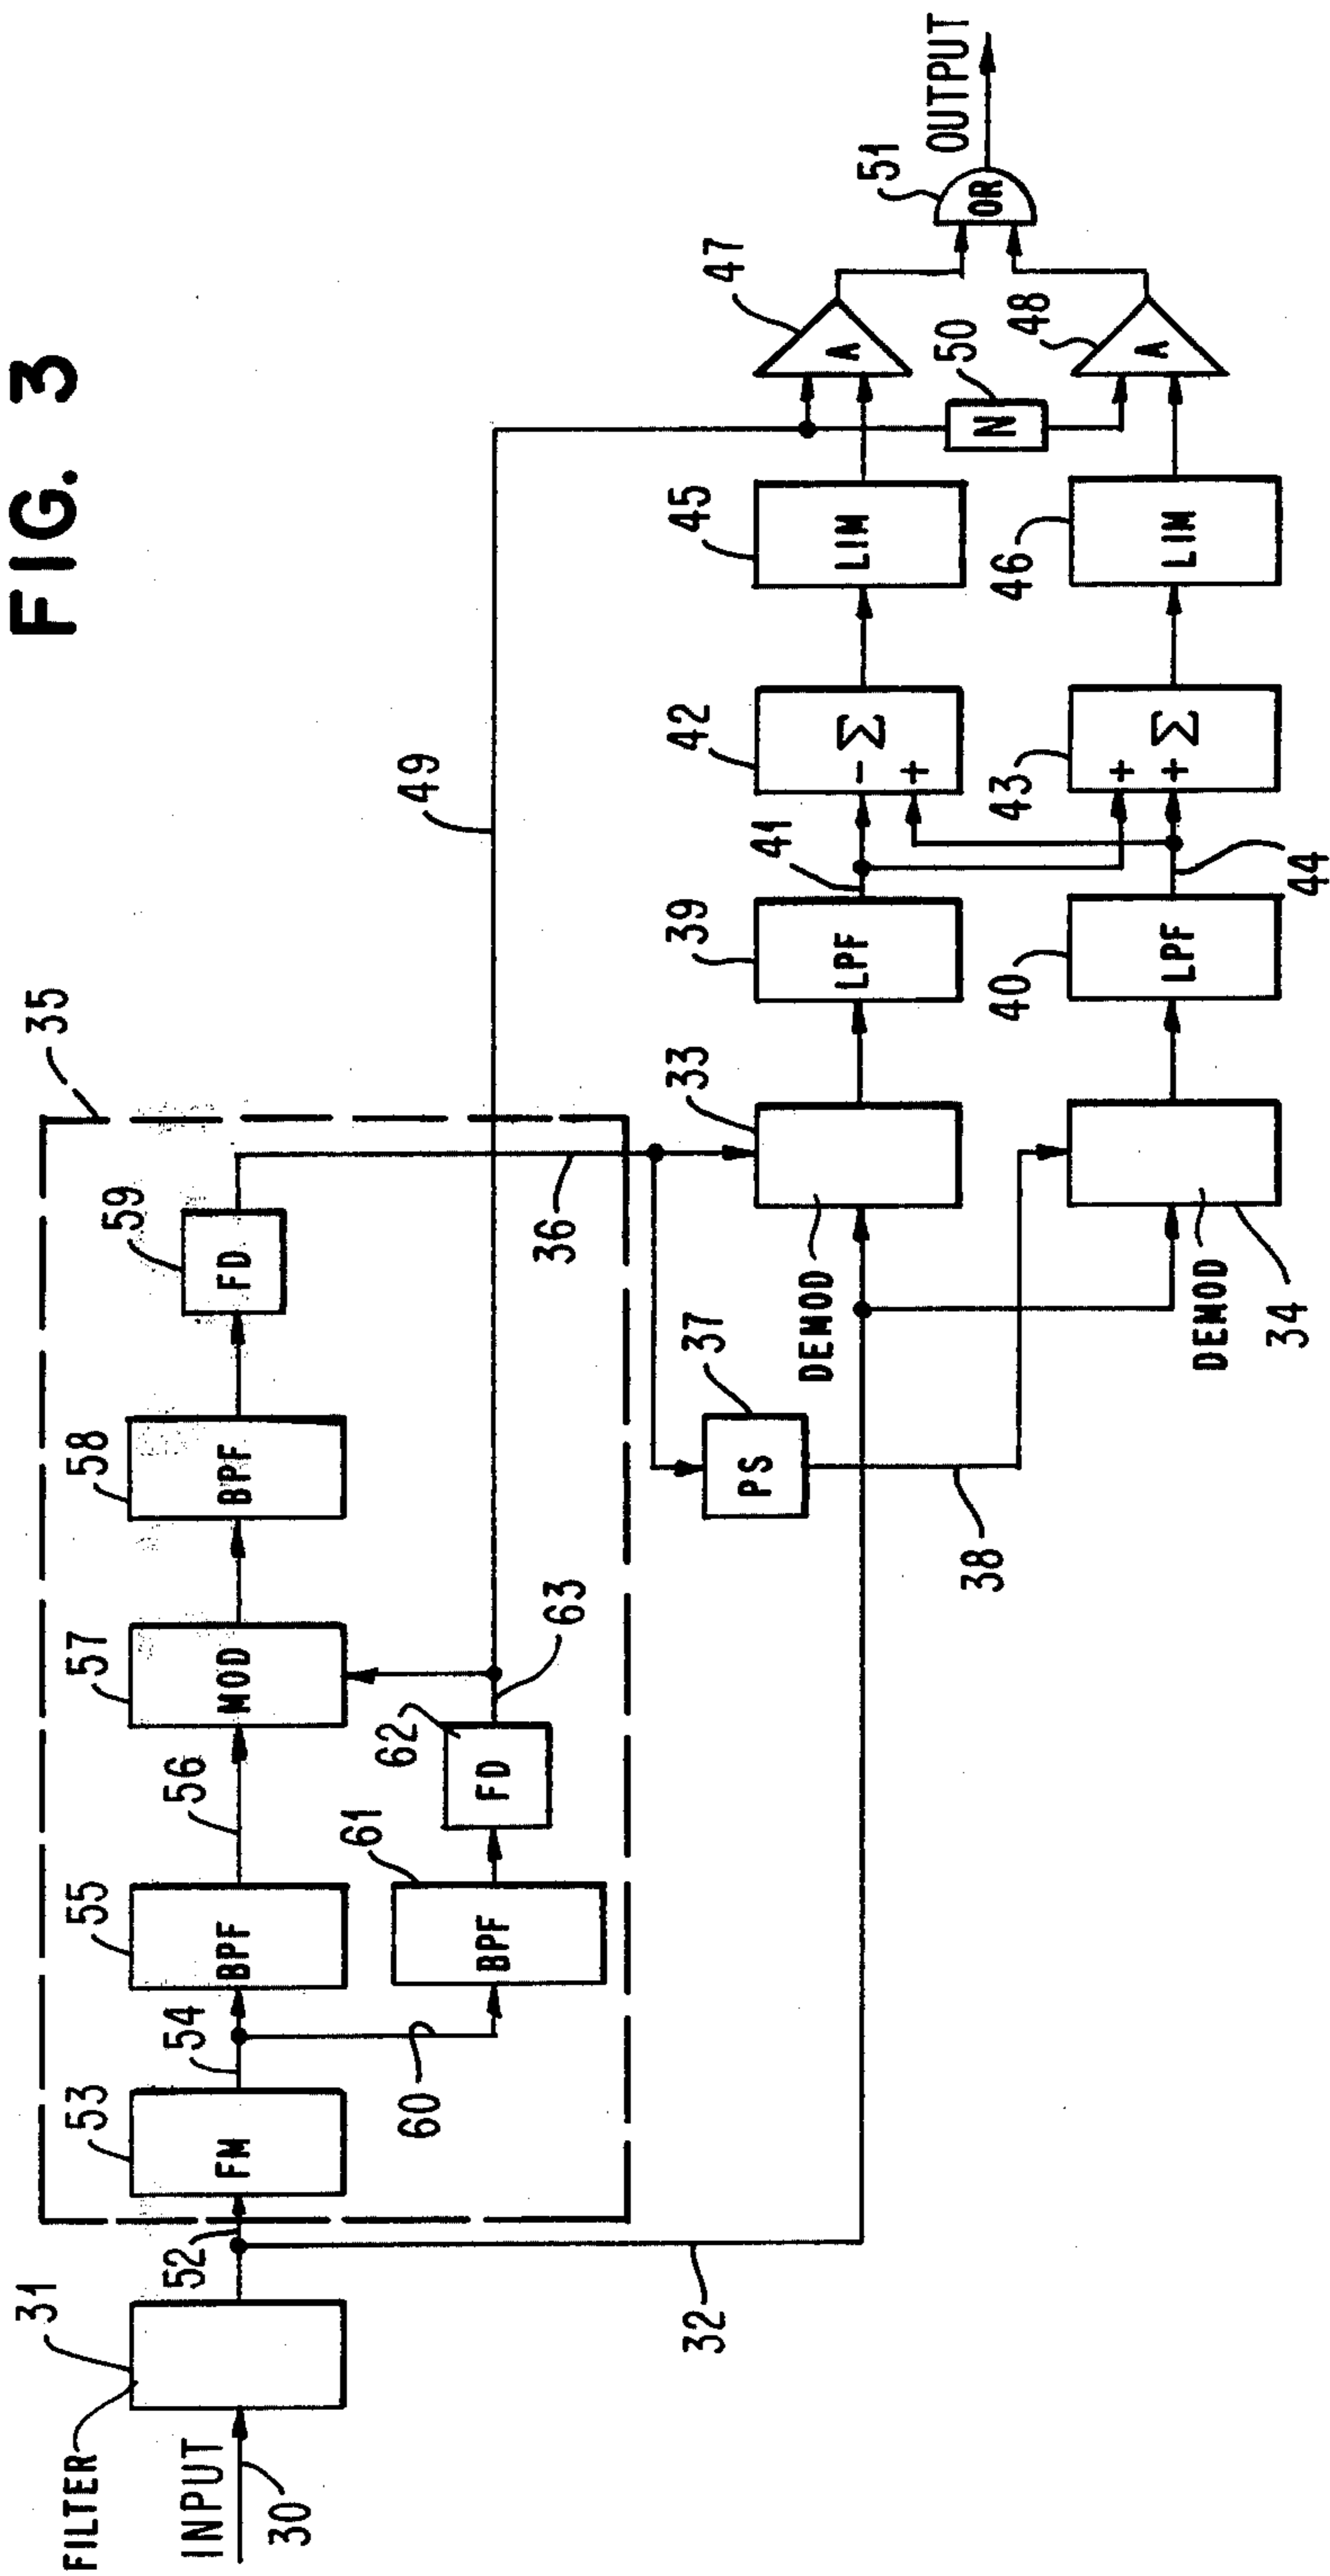 FIG. 3
FILTER
31
INPUT
30
52
32
35
53
FM
54
60
55
BPF
56
61
BPF
57
MOD
62
FD
63
58
BPF
59
FD
36
49
37
PS
38
33
DEMOD
34
DEMOD
39
LPF
40
LPF
41
44
42
- Σ
+
43
+
+ Σ
45
LIM
46
LIM
47
A
50
N
48
A
51
OR
OUTPUT